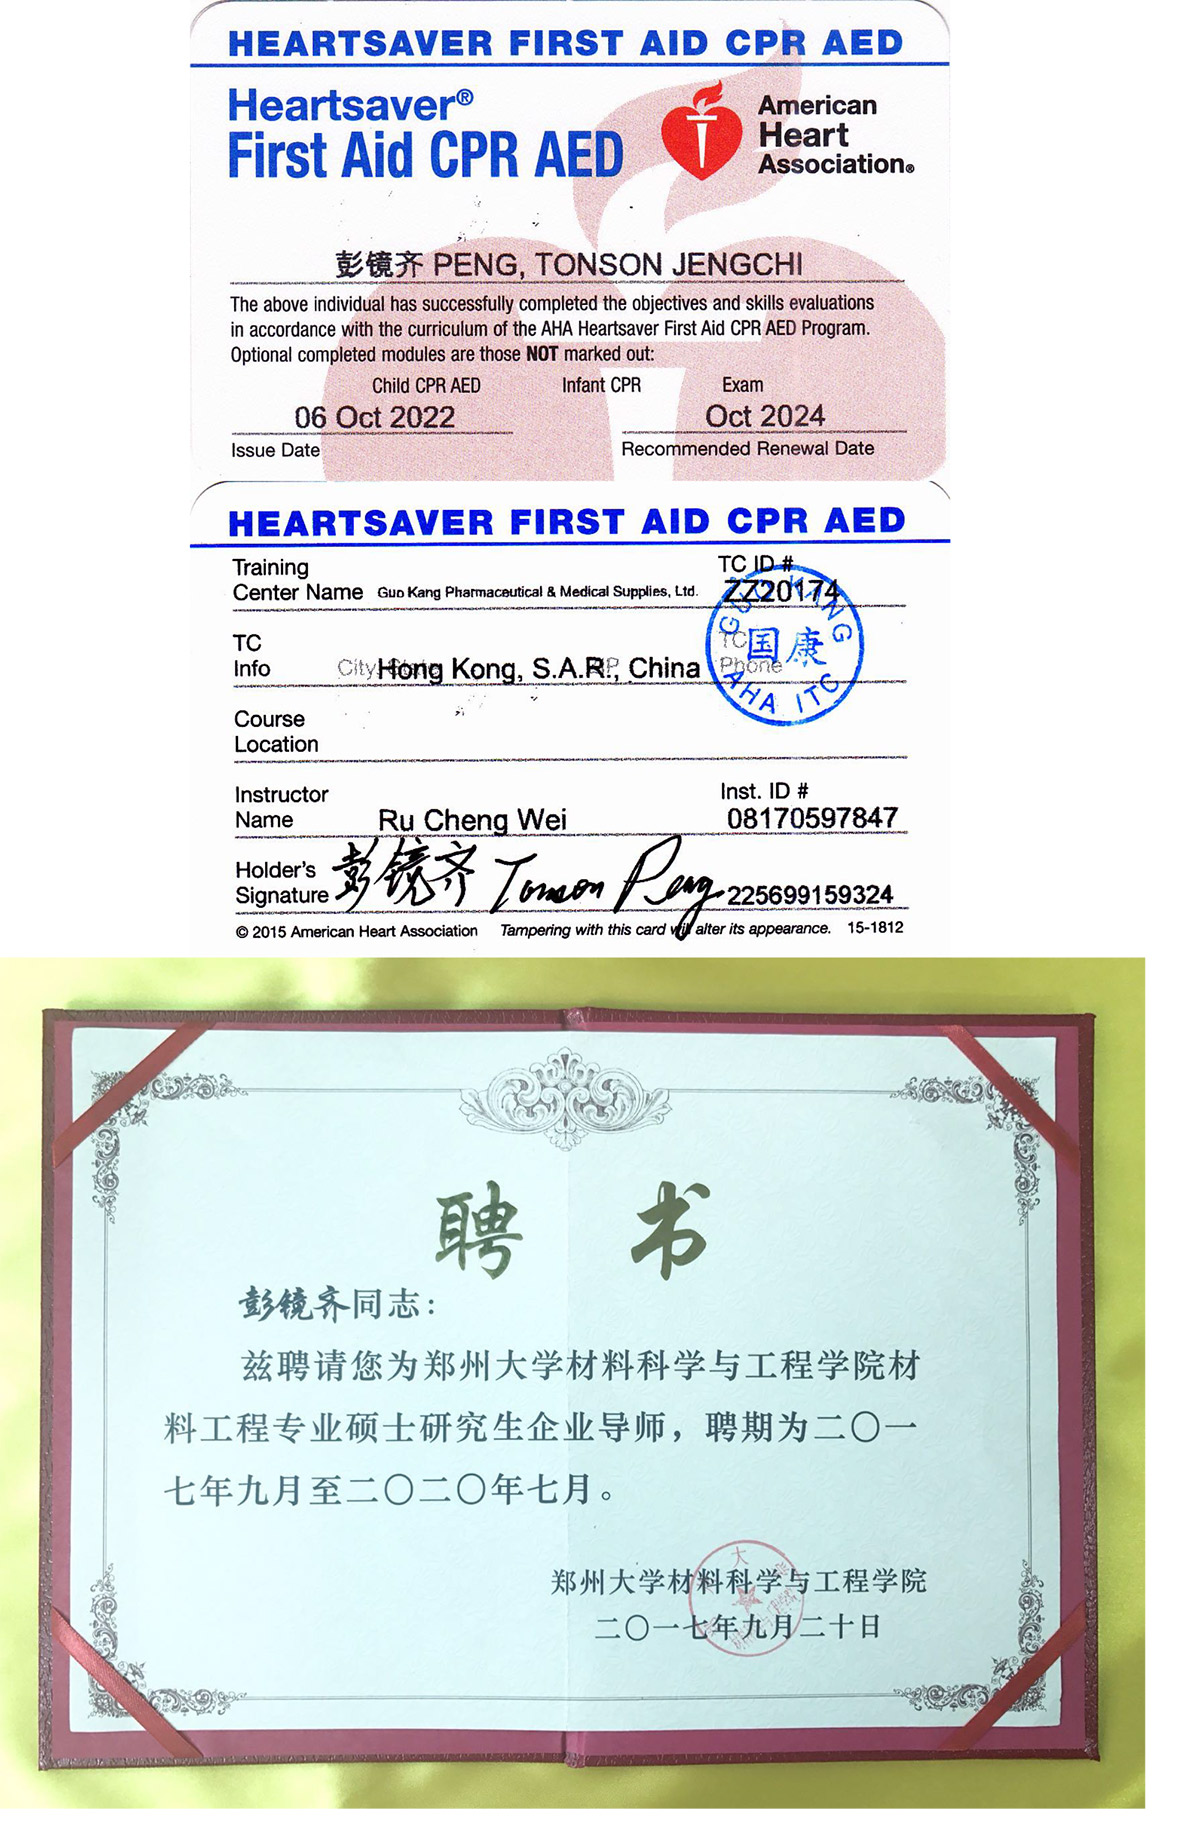 HEARTSAVER FIRST AID CPR AED
Heartsaver®
First Aid CPR AED
American
Heart
Association®
彭镜齐 PENG, TONSON JENGCHI
The above individual has successfully completed the objectives and skills evaluations
in accordance with the curriculum of the AHA Heartsaver First Aid CPR AED Program.
Optional completed modules are those NOT marked out:
Child CPR AED Infant CPR Exam
06 Oct 2022 Oct 2024
Issue Date Recommended Renewal Date
HEARTSAVER FIRST AID CPR AED
Training TC ID #
Center Name Guo Kang Pharmaceutical & Medical Supplies, Ltd. ZZ20174
GUO KANG
国康
AHA ITC
TC TC
Info City, State ZIP Phone
Hong Kong, S.A.R., China
Course
Location
Instructor Inst. ID #
Name Ru Cheng Wei 08170597847
Holder's
Signature 彭镜齐 Tonson Peng 225699159324
© 2015 American Heart Association Tampering with this card will alter its appearance. 15-1812
聘 书
彭镜齐同志：
兹聘请您为郑州大学材料科学与工程学院材
料工程专业硕士研究生企业导师，聘期为二〇一
七年九月至二〇二〇年七月。
郑州大学材料科学与工程学院
二〇一七年九月二十日